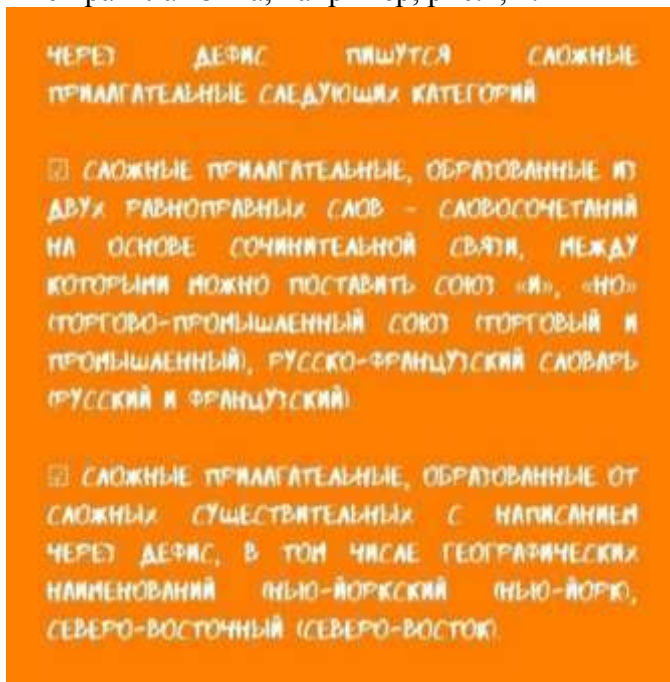 ЧЕРЕЗ ДЕФИС ПИШУТСЯ СЛОЖНЫЕ
ПРИЛАГАТЕЛЬНЫЕ СЛЕДУЮЩИХ КАТЕГОРИЙ
☑ СЛОЖНЫЕ ПРИЛАГАТЕЛЬНЫЕ, ОБРАЗОВАННЫЕ ИЗ
ДВУХ РАВНОПРАВНЫХ СЛОВ – СЛОВОСОЧЕТАНИЙ
НА ОСНОВЕ СОЧИНИТЕЛЬНОЙ СВЯЗИ, МЕЖДУ
КОТОРЫМИ МОЖНО ПОСТАВИТЬ СОЮЗ «И», «НО»
(ТОРГОВО-ПРОМЫШЛЕННЫЙ СОЮЗ (ТОРГОВЫЙ И
ПРОМЫШЛЕННЫЙ), РУССКО-ФРАНЦУЗСКИЙ СЛОВАРЬ
(РУССКИЙ И ФРАНЦУЗСКИЙ)
☑ СЛОЖНЫЕ ПРИЛАГАТЕЛЬНЫЕ, ОБРАЗОВАННЫЕ ОТ
СЛОЖНЫХ СУЩЕСТВИТЕЛЬНЫХ С НАПИСАНИЕМ
ЧЕРЕЗ ДЕФИС, В ТОМ ЧИСЛЕ ГЕОГРАФИЧЕСКИХ
НАИМЕНОВАНИЙ (НЬЮ-ЙОРКСКИЙ (НЬЮ-ЙОРК),
СЕВЕРО-ВОСТОЧНЫЙ (СЕВЕРО-ВОСТОК).